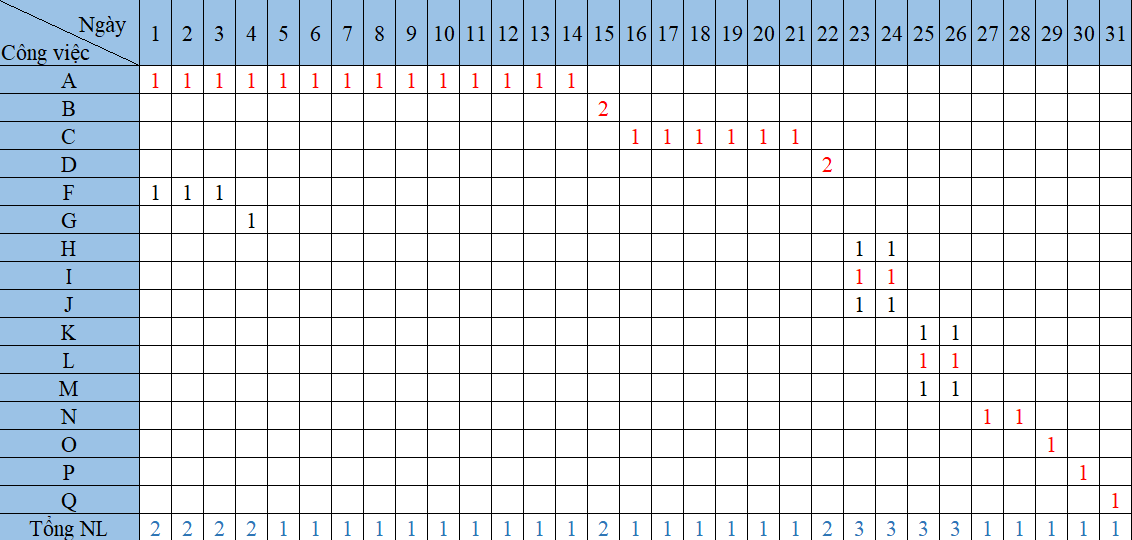 Ngày
Công việc 1 2 3 4 5 6 7 8 9 10 11 12 13 14 15 16 17 18 19 20 21 22 23 24 25 26 27 28 29 30 31
A 1 1 1 1 1 1 1 1 1 1 1 1 1 1
B 2
C 1 1 1 1 1 1
D 2
F 1 1 1
G 1
H 1 1
I 1 1
J 1 1
K 1 1
L 1 1
M 1 1
N 1 1
O 1
P 1
Q 1
Tổng NL 2 2 2 2 1 1 1 1 1 1 1 1 1 1 2 1 1 1 1 1 1 2 3 3 3 3 1 1 1 1 1